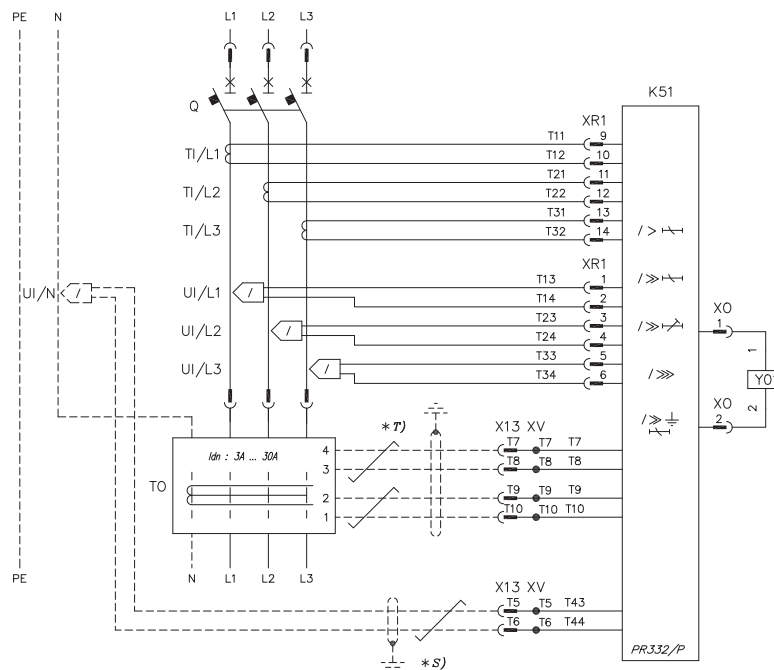 PE N L1 L2 L3
K51
Q
XR1
TI/L1 T11 9
T12 10
TI/L2 T21 11
T22 12
TI/L3 T31 13
T32 14
/>
XR1
UI/N / UI/L1 / T13 1
T14 2
/≫
UI/L2 / T23 3
T24 4
/≫
XO
1
UI/L3 / T33 5
T34 6
/⋙
1
YO1
2
XO
2
/≫
*T) X13 XV
Idn : 3A ... 30A 4 T7 T7 T7
3 T8 T8 T8
TO 2 T9 T9 T9
1 T10 T10 T10
PE N L1 L2 L3
X13 XV
T5 T5 T43
T6 T6 T44
*S)
PR332/P